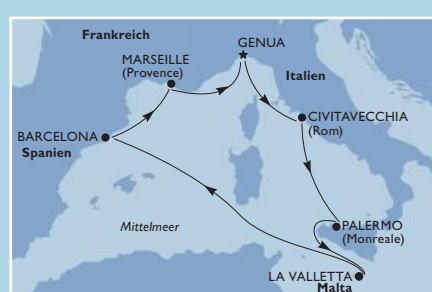 Frankreich
GENUA
MARSEILLE
(Provence)
Italien
CIVITAVECCHIA
(Rom)
BARCELONA
Spanien
Mittelmeer
PALERMO
(Monreale)
LA VALLETTA
Malta